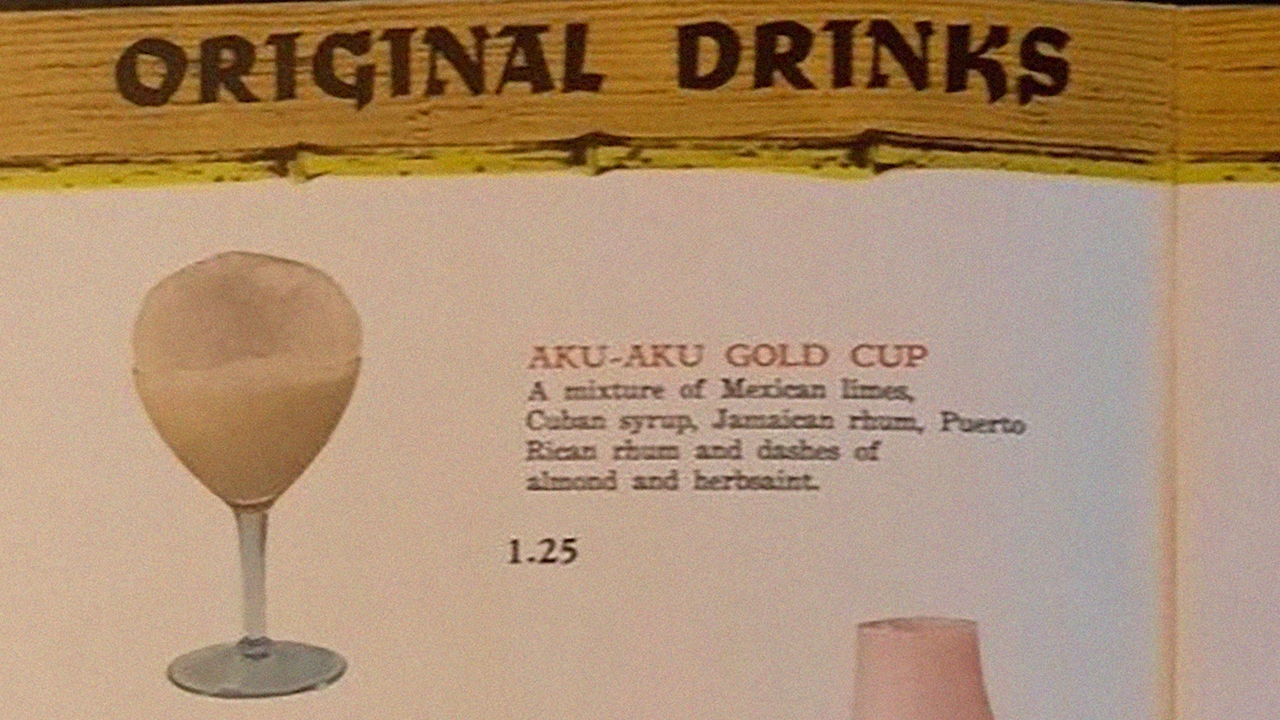 ORIGINAL DRINKS
AKU-AKU GOLD CUP
A mixture of Mexican limes,
Cuban syrup, Jamaican rhum, Puerto
Rican rhum and dashes of
almond and herbsaint.
1.25